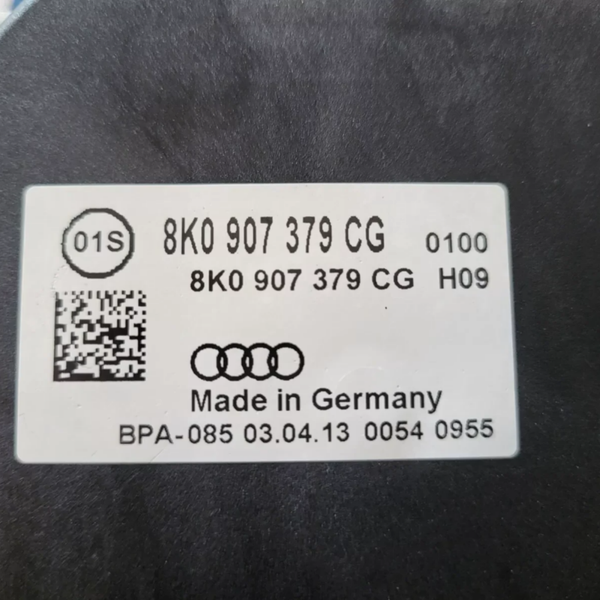 01S 8K0 907 379 CG 0100
8K0 907 379 CG H09
Made in Germany
BPA-085 03.04.13 0054 0955